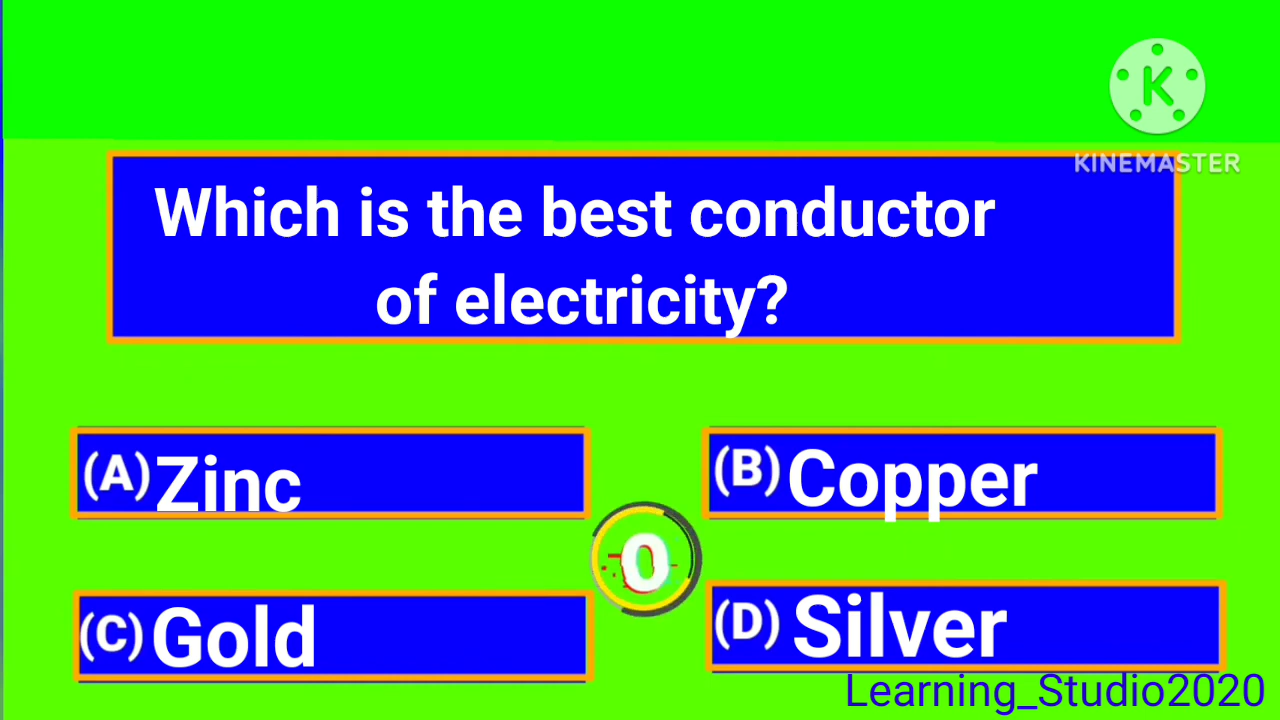 K
KINEMASTER
Which is the best conductor
of electricity?
(A) Zinc
(B) Copper
0
(C) Gold
(D) Silver
Learning_Studio2020